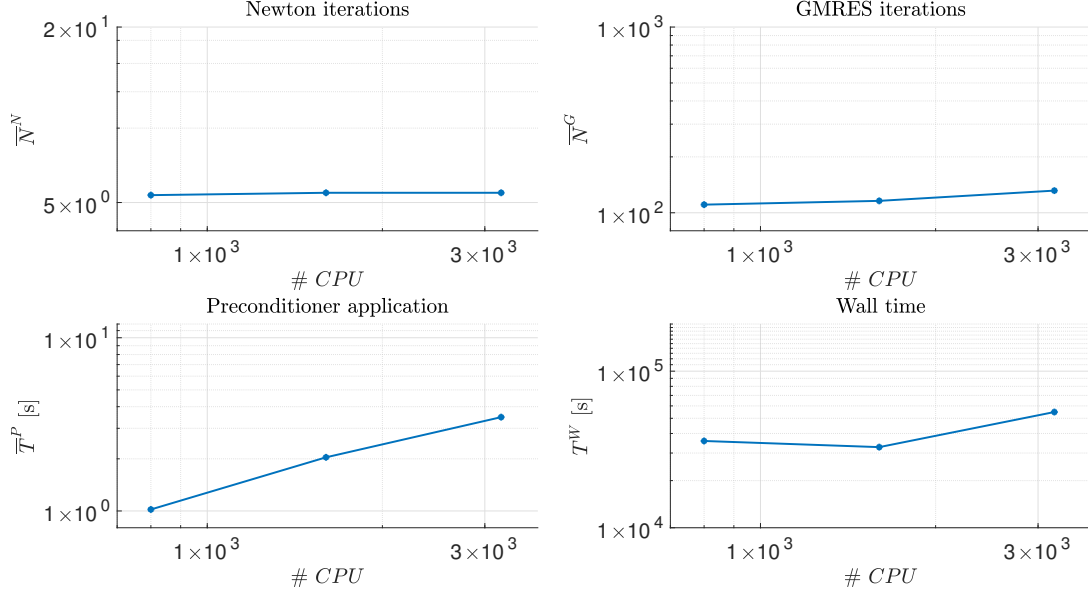 Newton iterations
2×10^1
5×10^0
N̅^N
1×10^3
3×10^3
# CPU
GMRES iterations
1×10^3
1×10^2
N̅^G
1×10^3
3×10^3
# CPU
Preconditioner application
1×10^1
1×10^0
T̅^P [s]
1×10^3
3×10^3
# CPU
Wall time
1×10^5
1×10^4
T^W [s]
1×10^3
3×10^3
# CPU